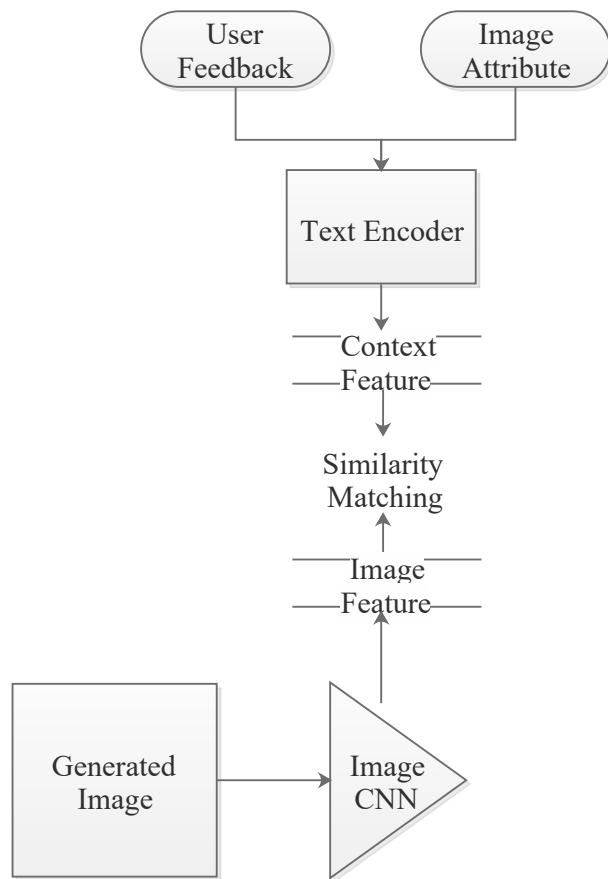 User
Feedback
Image
Attribute
Text Encoder
Context
Feature
Similarity
Matching
Image
Feature
Generated
Image
Image
CNN